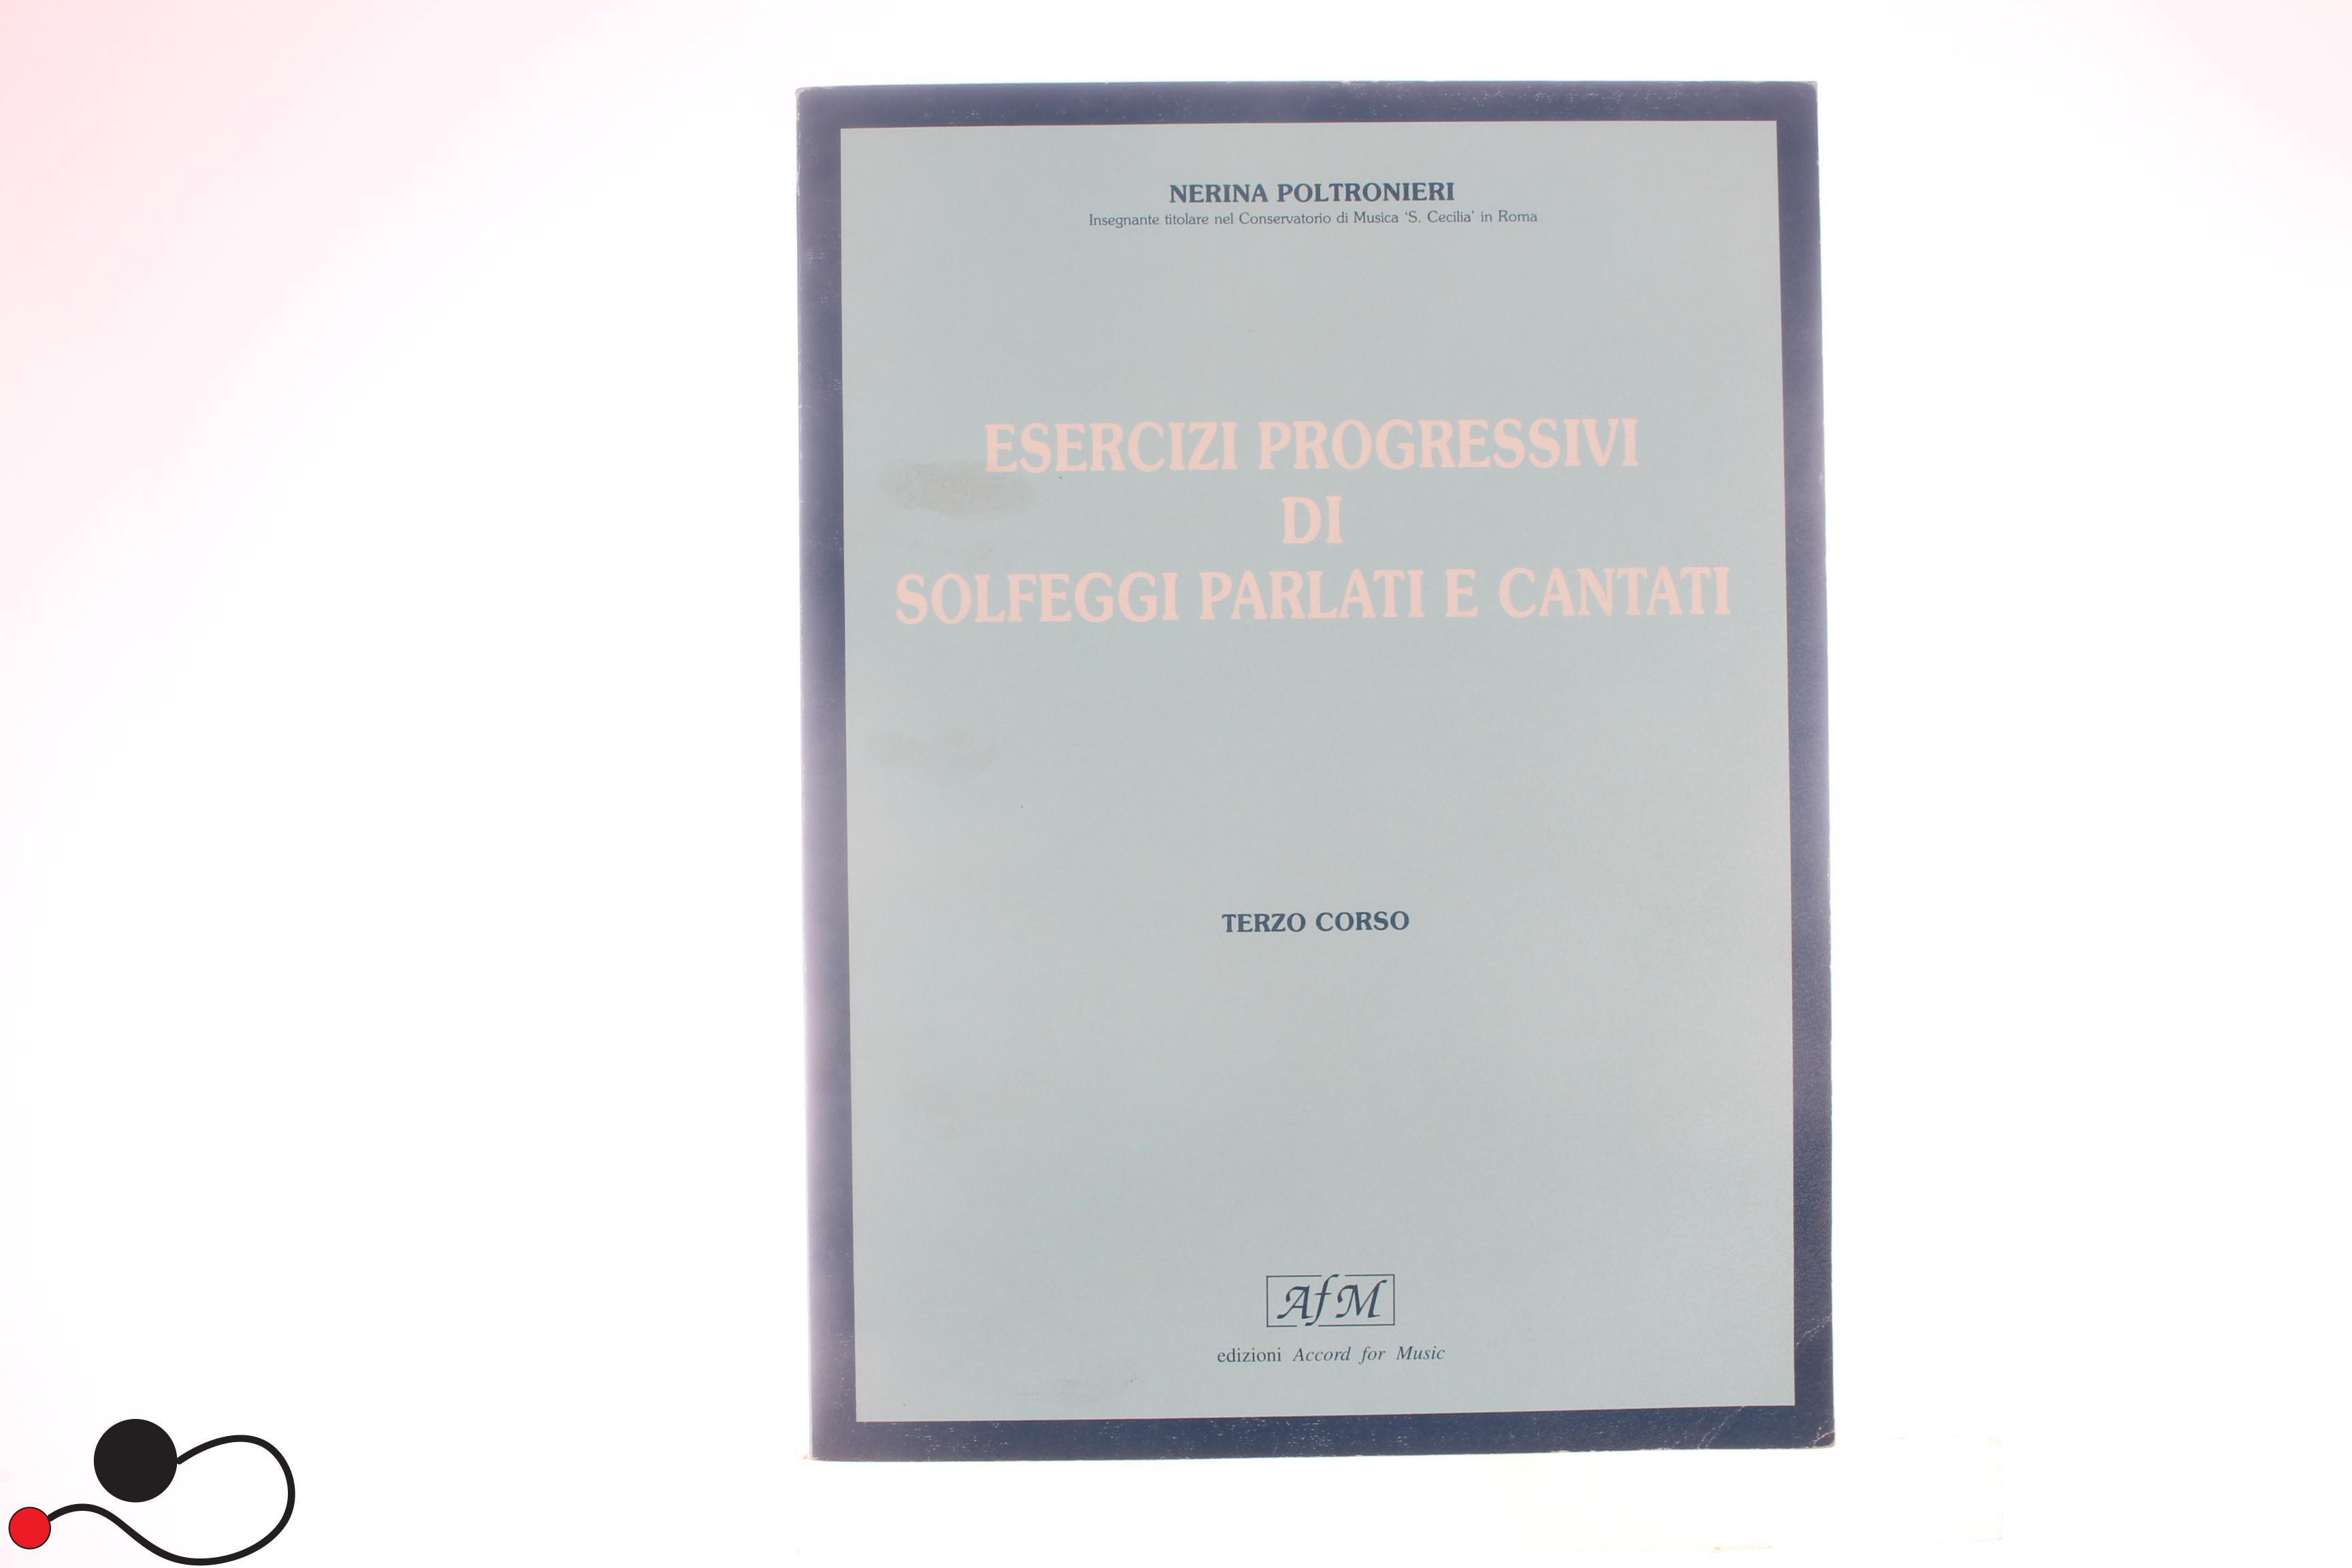 NERINA POLTRONIERI
Insegnante titolare nel Conservatorio di Musica 'S. Cecilia' in Roma
ESERCIZI PROGRESSIVI
DI
SOLFEGGI PARLATI E CANTATI
TERZO CORSO
AfM
edizioni Accord for Music